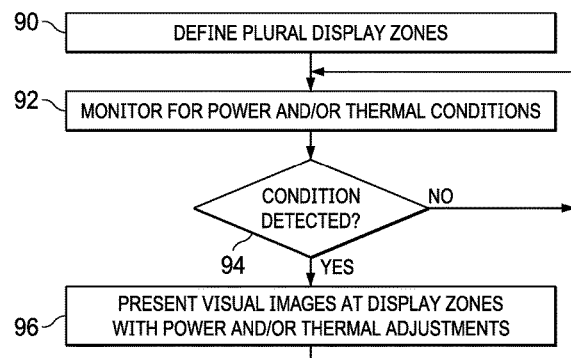 90
DEFINE PLURAL DISPLAY ZONES
92
MONITOR FOR POWER AND/OR THERMAL CONDITIONS
CONDITION
DETECTED?
NO
94
YES
96
PRESENT VISUAL IMAGES AT DISPLAY ZONES
WITH POWER AND/OR THERMAL ADJUSTMENTS